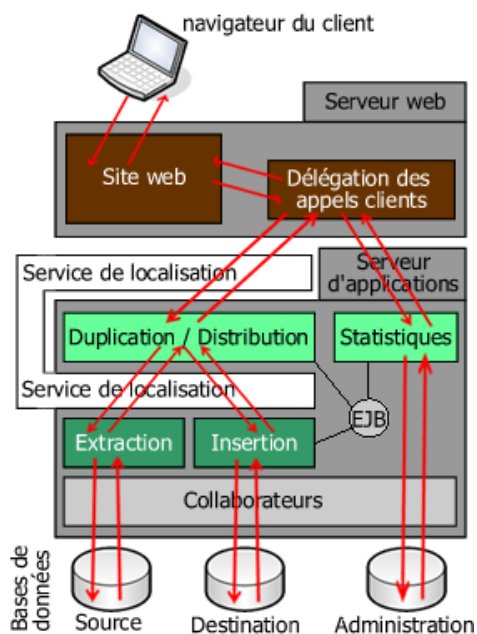 navigateur du client
Serveur web
Site web
Délégation des
appels clients
Service de localisation
Serveur
d'applications
Duplication / Distribution
Statistiques
Service de localisation
EJB
Extraction
Insertion
Collaborateurs
Bases de
données
Source
Destination
Administration